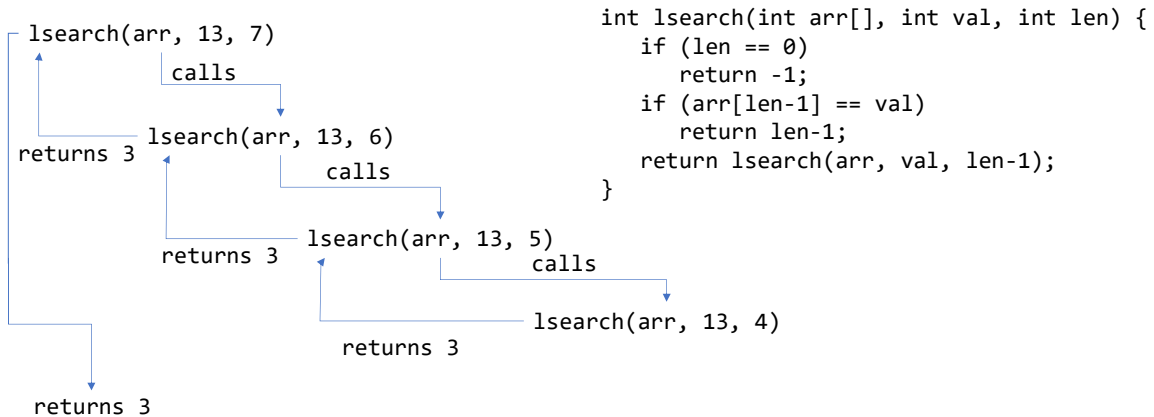 lsearch(arr, 13, 7)
calls
returns 3
lsearch(arr, 13, 6)
calls
returns 3
lsearch(arr, 13, 5)
calls
returns 3
lsearch(arr, 13, 4)
returns 3
int lsearch(int arr[], int val, int len) {
   if (len == 0)
      return -1;
   if (arr[len-1] == val)
      return len-1;
   return lsearch(arr, val, len-1);
}